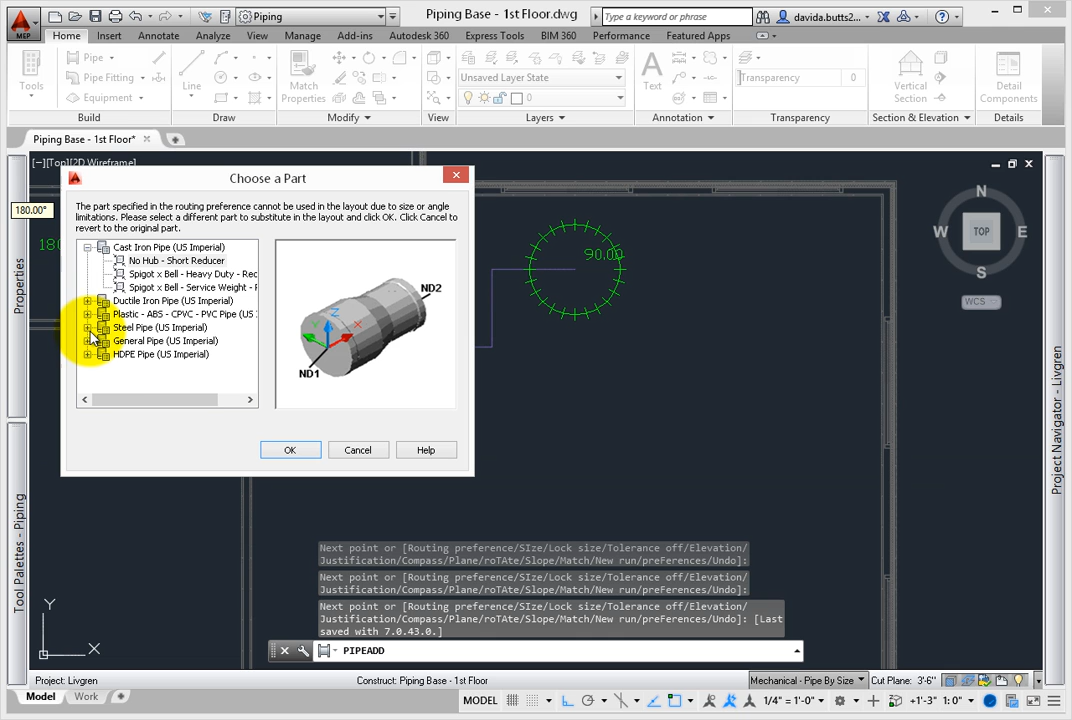 Piping
Piping Base - 1st Floor.dwg
Type a keyword or phrase
davida.butts2...
MEP
Home Insert Annotate Analyze View Manage Add-ins Autodesk 360 Express Tools BIM 360 Performance Featured Apps
Tools
Pipe
Pipe Fitting
Equipment
Build
Line
Draw
Match
Properties
Modify
View
Unsaved Layer State
0
Layers
Text
Annotation
Transparency 0
Transparency
Vertical
Section
Section & Elevation
Detail
Components
Details
Piping Base - 1st Floor*
[−][Top][2D Wireframe]
Choose a Part
The part specified in the routing preference cannot be used in the layout due to size or angle
limitations. Please select a different part to substitute in the layout and click OK. Click Cancel to
revert to the original part.
Cast Iron Pipe (US Imperial)
No Hub - Short Reducer
Spigot x Bell - Heavy Duty - Rec
Spigot x Bell - Service Weight - F
Ductile Iron Pipe (US Imperial)
Plastic - ABS - CPVC - PVC Pipe (US
Steel Pipe (US Imperial)
General Pipe (US Imperial)
HDPE Pipe (US Imperial)
ND2
Z
Y
X
ND1
OK
Cancel
Help
180.00°
18
90.00
N
W
TOP
E
S
WCS
Properties
Tool Palettes - Piping
Project Navigator - Livgren
Next point or [Routing preference/SIze/Lock size/Tolerance off/Elevation/
Justification/Compass/Plane/roTAte/Slope/Match/New run/preFerences/Undo]:
Next point or [Routing preference/SIze/Lock size/Tolerance off/Elevation/
Justification/Compass/Plane/roTAte/Slope/Match/New run/preFerences/Undo]:
Next point or [Routing preference/SIze/Lock size/Tolerance off/Elevation/
Justification/Compass/Plane/roTAte/Slope/Match/New run/preFerences/Undo]: [Last
saved with 7.0.43.0.]
PIPEADD
Y
X
Project: Livgren
Construct: Piping Base - 1st Floor
Mechanical - Pipe By Size
Cut Plane: 3'-6"
Model
Work
MODEL
1/4" = 1'-0"
+1'-3" 1: 0"